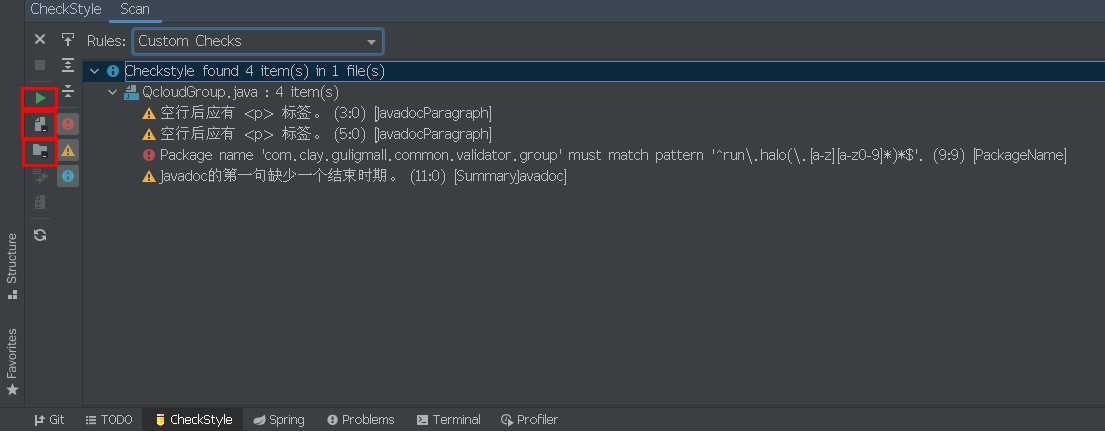 CheckStyle Scan
Rules: Custom Checks
Checkstyle found 4 item(s) in 1 file(s)
QcloudGroup.java : 4 item(s)
空行后应有 <p> 标签。 (3:0) [JavadocParagraph]
空行后应有 <p> 标签。 (5:0) [JavadocParagraph]
Package name 'com.clay.guligmall.common.validator.group' must match pattern '^run\.halo(\.[a-z][a-z0-9]*)*$'. (9:9) [PackageName]
Javadoc的第一句缺少一个结束时期。 (11:0) [SummaryJavadoc]
Structure
Favorites
Git TODO CheckStyle Spring Problems Terminal Profiler